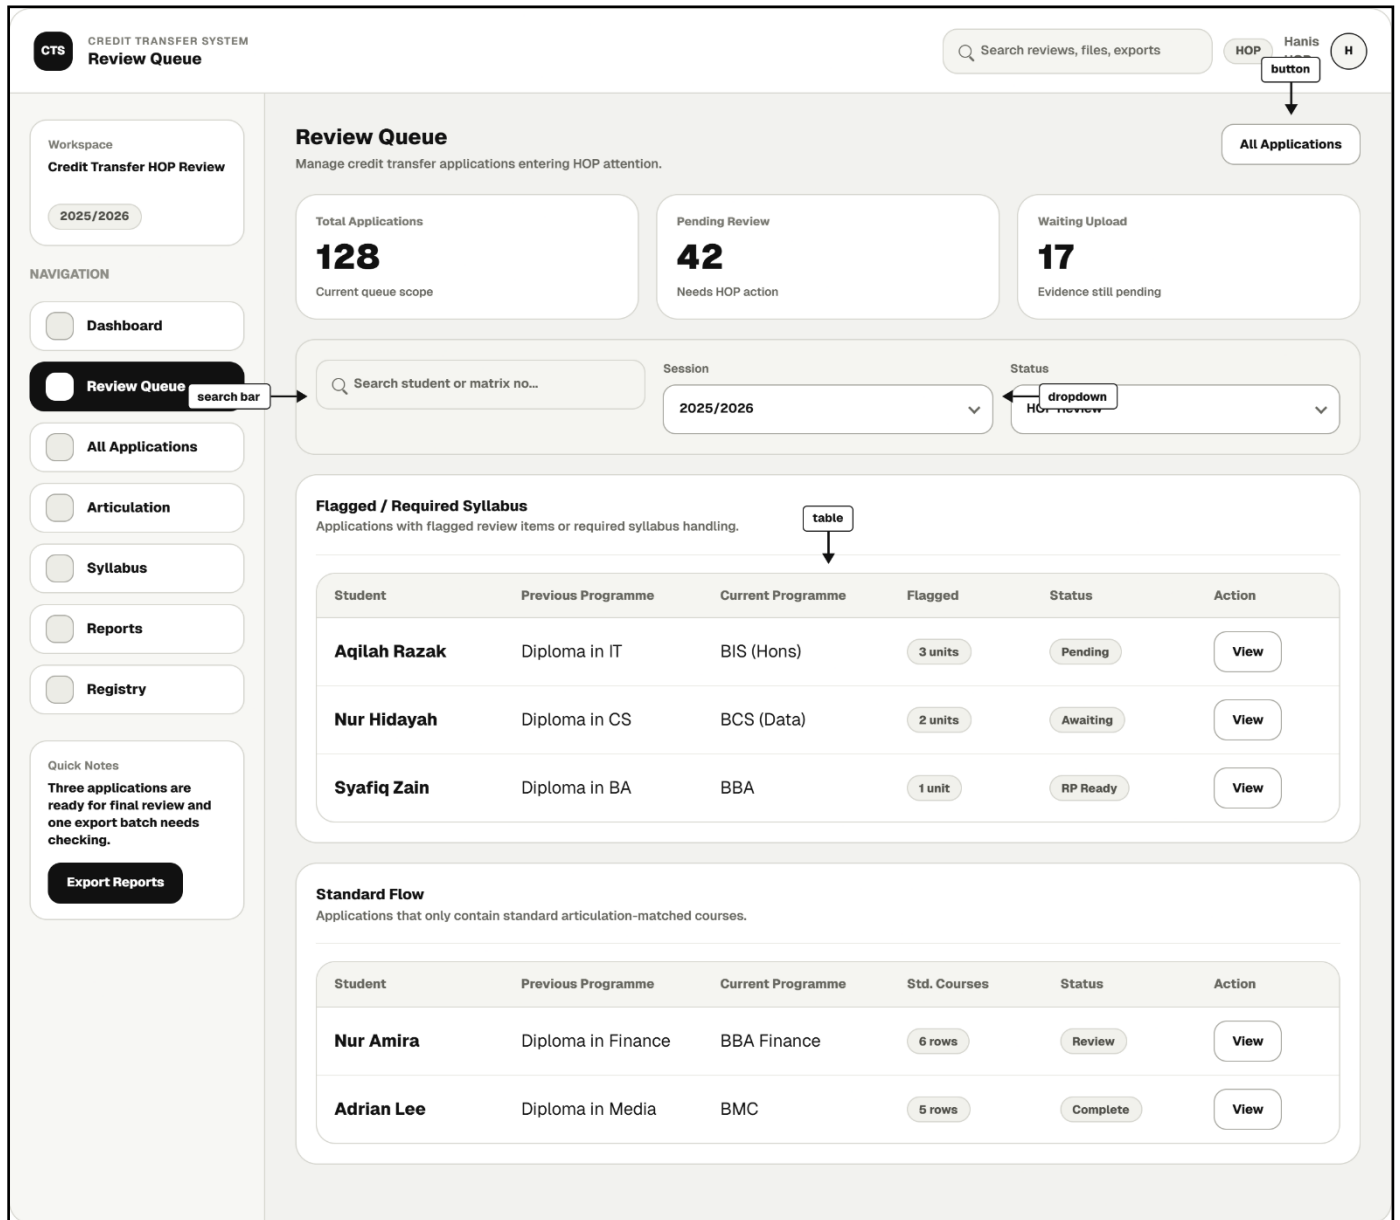 CTS
CREDIT TRANSFER SYSTEM
Review Queue
Search reviews, files, exports
HOP
Hanis
H
button
Workspace
Credit Transfer HOP Review
2025/2026
NAVIGATION
Dashboard
Review Queue
All Applications
Articulation
Syllabus
Reports
Registry
Quick Notes
Three applications are
ready for final review and
one export batch needs
checking.
Export Reports
Review Queue
Manage credit transfer applications entering HOP attention.
All Applications
Total Applications
128
Current queue scope
Pending Review
42
Needs HOP action
Waiting Upload
17
Evidence still pending
search bar
Search student or matrix no...
Session
2025/2026
Status
dropdown
Flagged / Required Syllabus
Applications with flagged review items or required syllabus handling.
table
Student Previous Programme Current Programme Flagged Status Action
Aqilah Razak Diploma in IT BIS (Hons) 3 units Pending View
Nur Hidayah Diploma in CS BCS (Data) 2 units Awaiting View
Syafiq Zain Diploma in BA BBA 1 unit RP Ready View
Standard Flow
Applications that only contain standard articulation-matched courses.
Student Previous Programme Current Programme Std. Courses Status Action
Nur Amira Diploma in Finance BBA Finance 6 rows Review View
Adrian Lee Diploma in Media BMC 5 rows Complete View